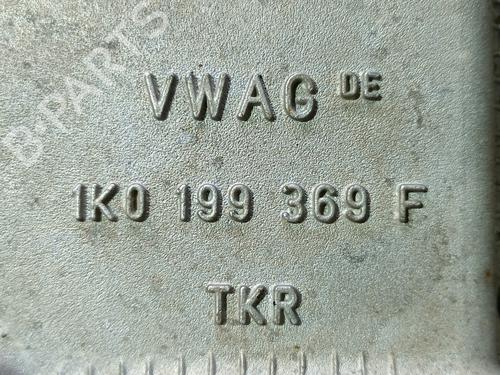 B-PARTS
VWAG DE
1K0 199 369 F
TKR